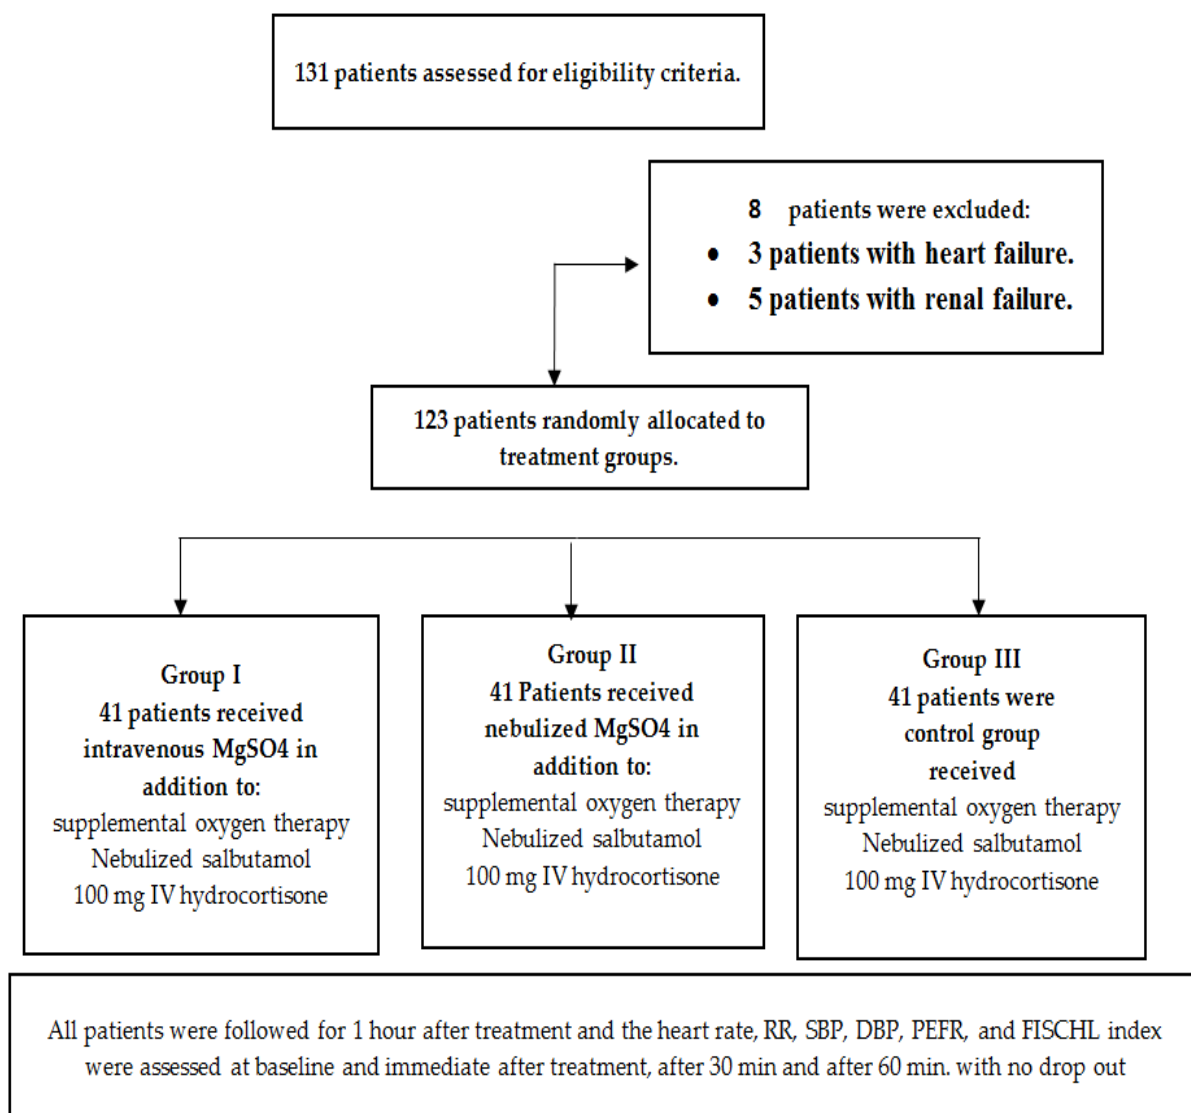 131 patients assessed for eligibility criteria.
8 patients were excluded:
• 3 patients with heart failure.
• 5 patients with renal failure.
123 patients randomly allocated to
treatment groups.
Group I
41 patients received
intravenous MgSO4 in
addition to:
supplemental oxygen therapy
Nebulized salbutamol
100 mg IV hydrocortisone
Group II
41 Patients received
nebulized MgSO4 in
addition to:
supplemental oxygen therapy
Nebulized salbutamol
100 mg IV hydrocortisone
Group III
41 patients were
control group
received
supplemental oxygen therapy
Nebulized salbutamol
100 mg IV hydrocortisone
All patients were followed for 1 hour after treatment and the heart rate, RR, SBP, DBP, PEFR, and FISCHL index
were assessed at baseline and immediate after treatment, after 30 min and after 60 min. with no drop out